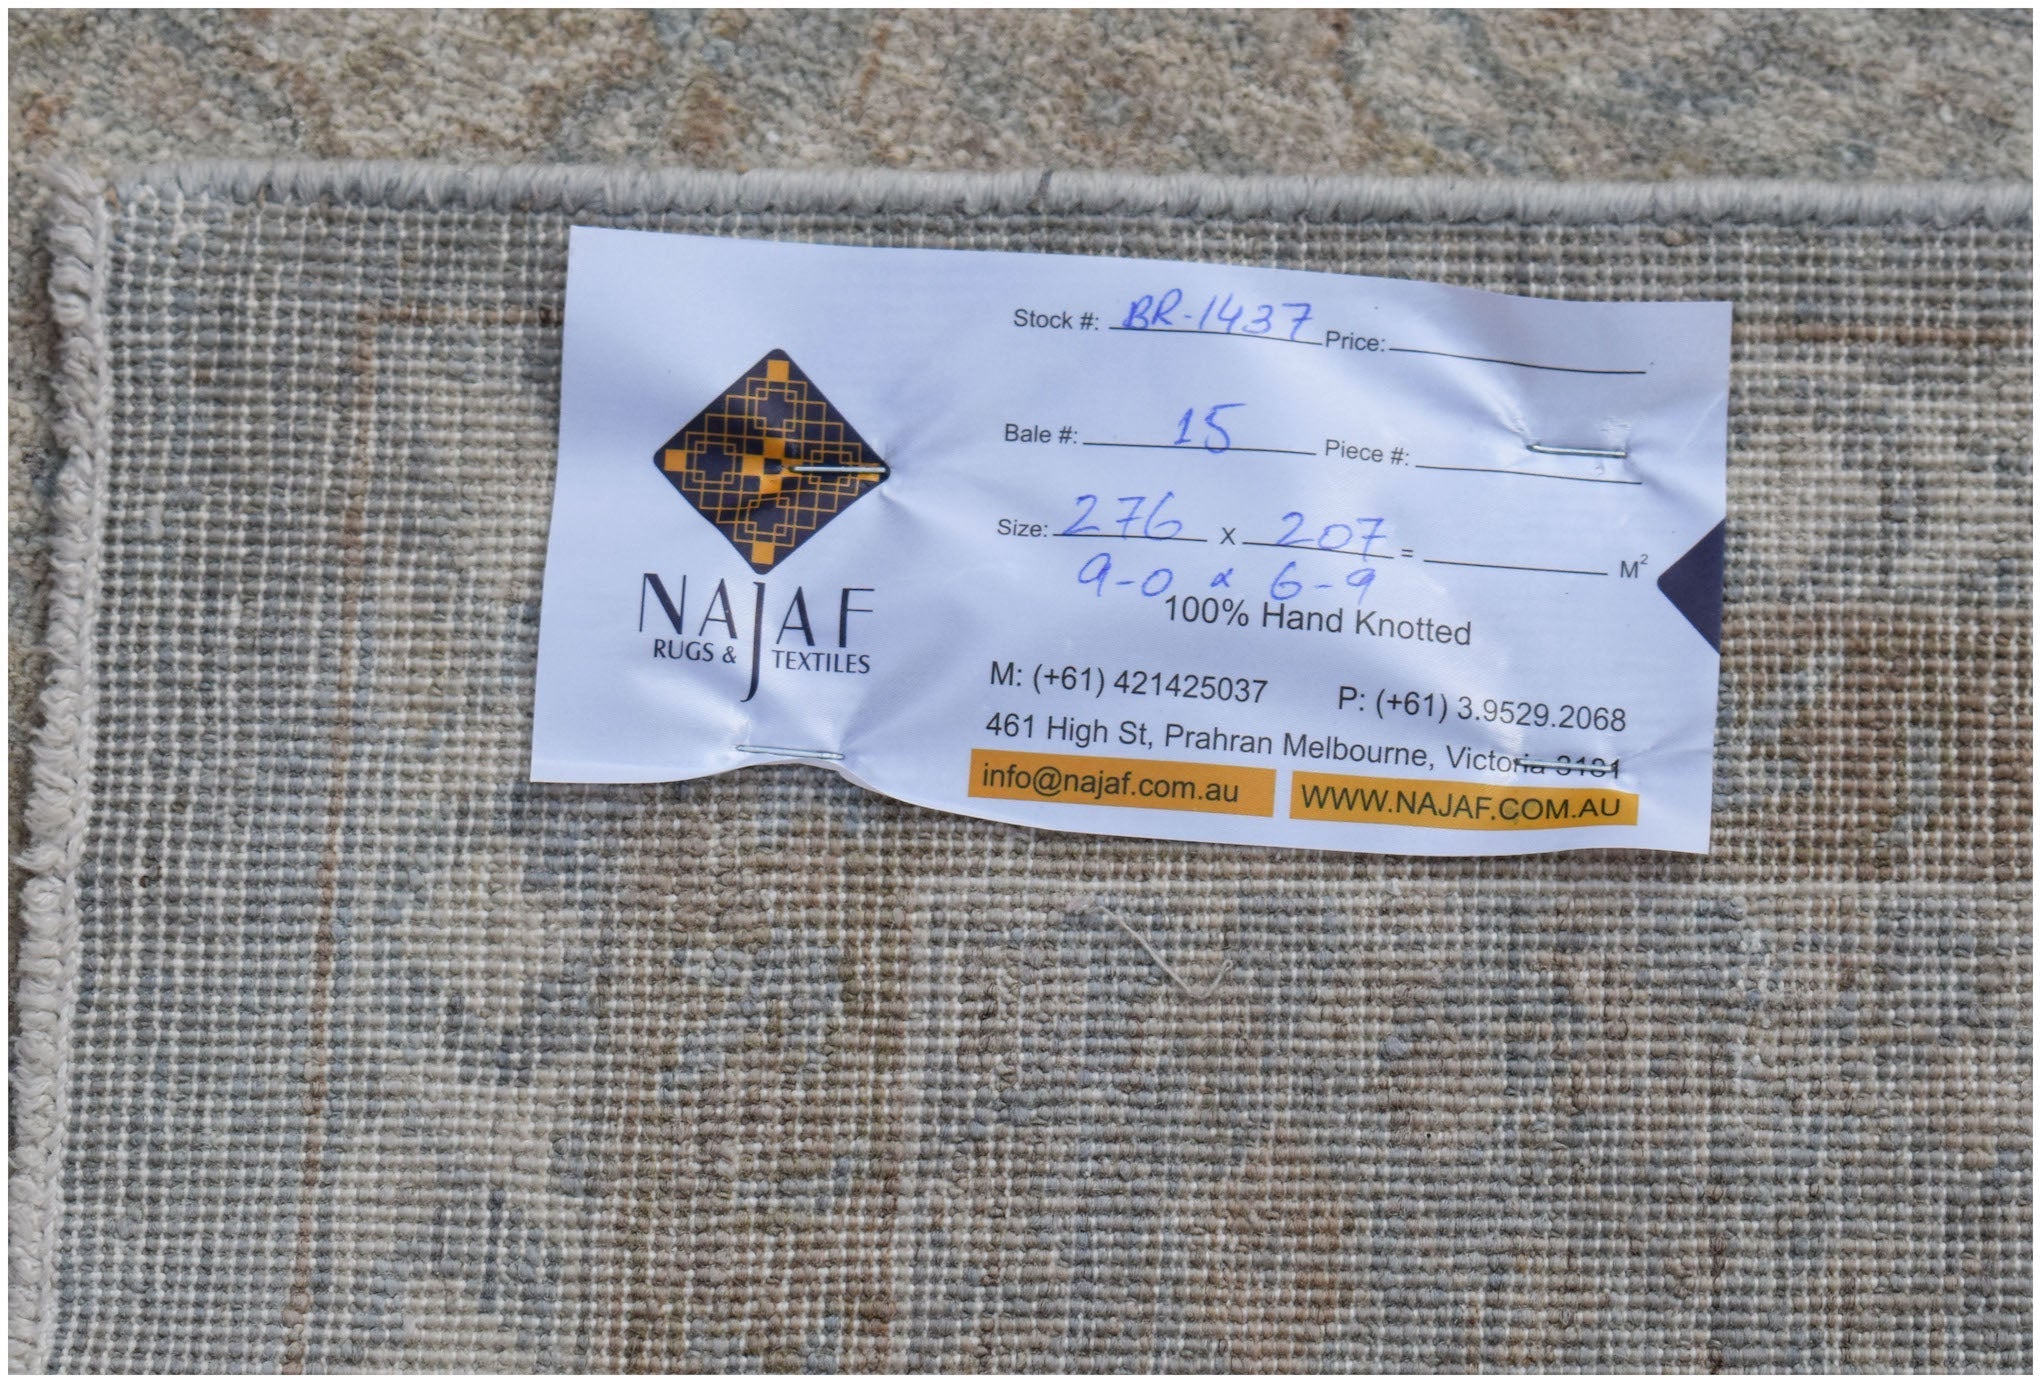 NAJAF
RUGS & TEXTILES
Stock #: BR-1437 Price:
Bale #: 15 Piece #:
Size: 276 x 207 = M²
9-0 x 6-9
100% Hand Knotted
M: (+61) 421425037 P: (+61) 3.9529.2068
461 High St, Prahran Melbourne, Victoria 3181
info@najaf.com.au WWW.NAJAF.COM.AU